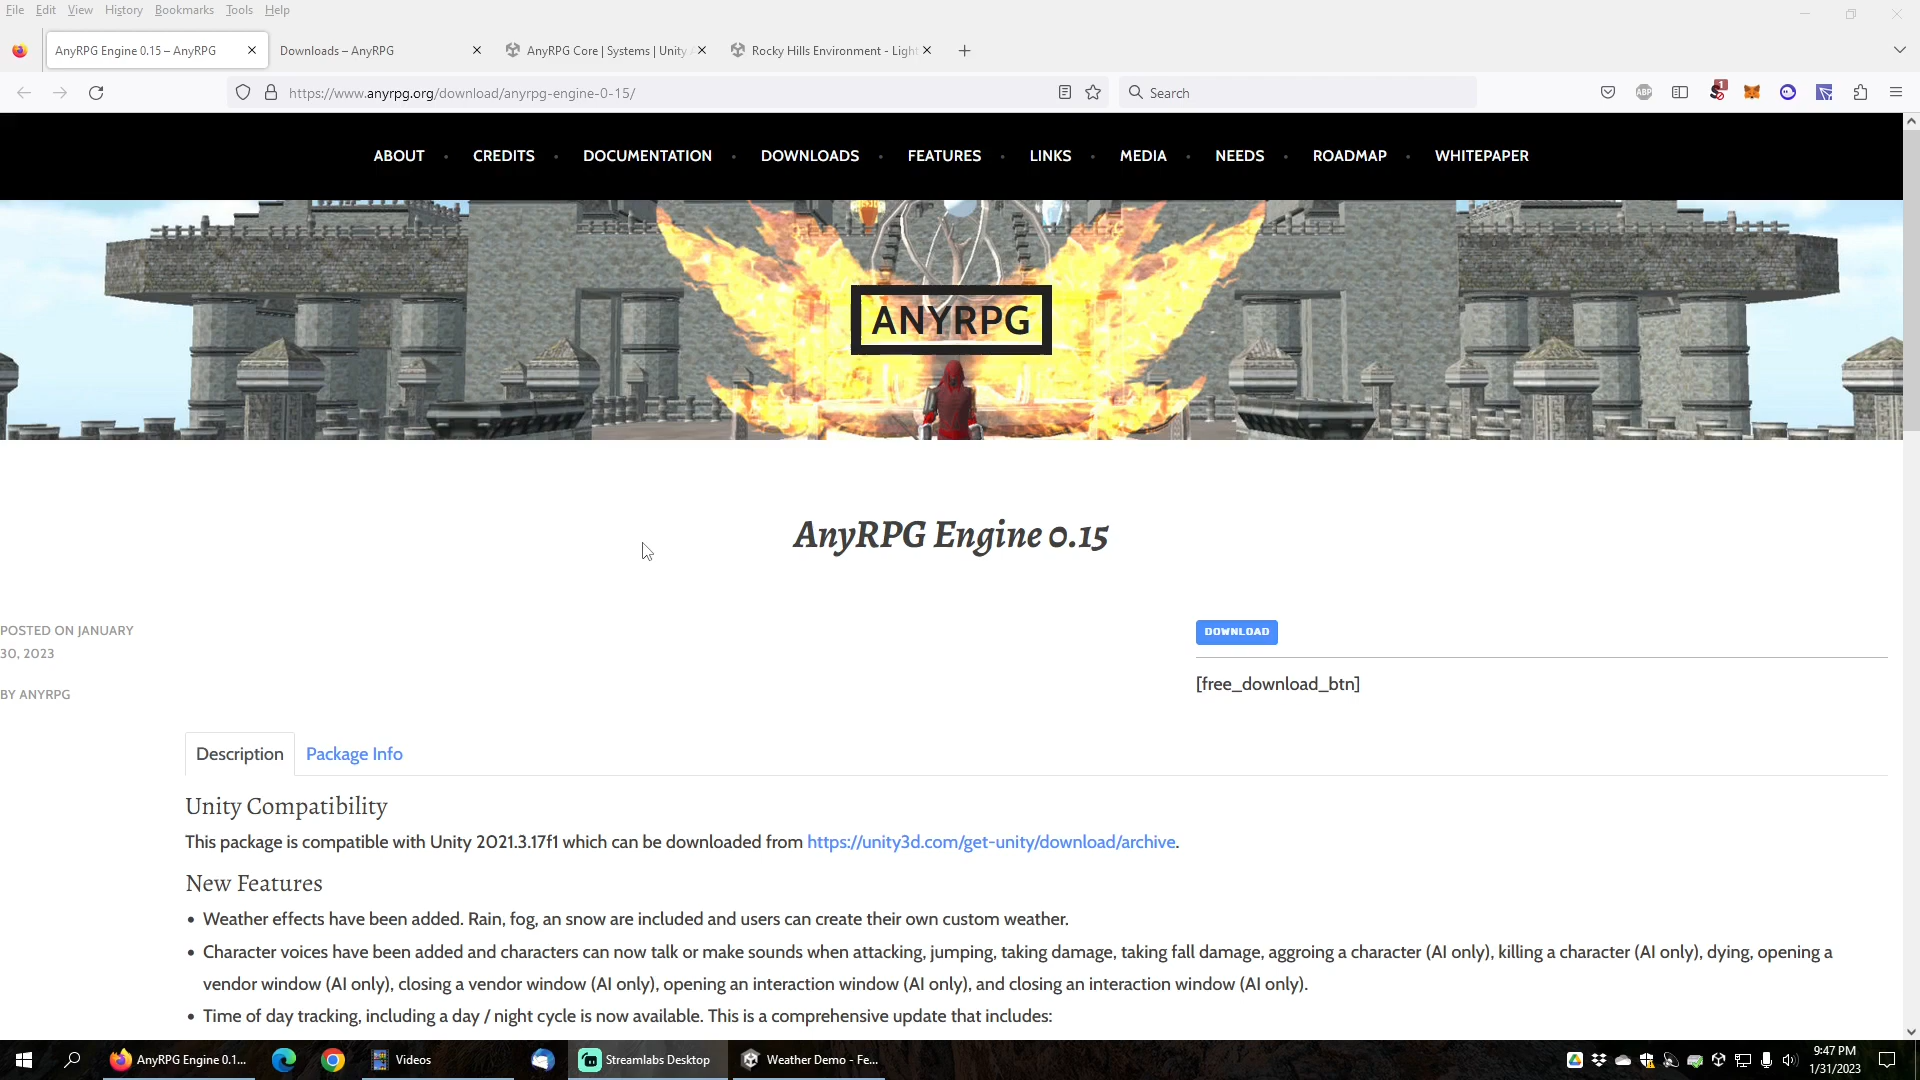 File Edit View History Bookmarks Tools Help
AnyRPG Engine 0.15 – AnyRPG
Downloads – AnyRPG
AnyRPG Core | Systems | Unity
Rocky Hills Environment - Light
https://www.anyrpg.org/download/anyrpg-engine-0-15/
Search
ABP
1
ABOUT CREDITS DOCUMENTATION DOWNLOADS FEATURES LINKS MEDIA NEEDS ROADMAP WHITEPAPER
ANYRPG
AnyRPG Engine 0.15
POSTED ON JANUARY
30, 2023
BY ANYRPG
DOWNLOAD
[free_download_btn]
Description Package Info
Unity Compatibility
This package is compatible with Unity 2021.3.17f1 which can be downloaded from https://unity3d.com/get-unity/download/archive.
New Features
• Weather effects have been added. Rain, fog, an snow are included and users can create their own custom weather.
• Character voices have been added and characters can now talk or make sounds when attacking, jumping, taking damage, taking fall damage, aggroing a character (AI only), killing a character (AI only), dying, opening a
vendor window (AI only), closing a vendor window (AI only), opening an interaction window (AI only), and closing an interaction window (AI only).
• Time of day tracking, including a day / night cycle is now available. This is a comprehensive update that includes:
AnyRPG Engine 0.1...
Videos
Streamlabs Desktop
Weather Demo - Fe...
9:47 PM
1/31/2023